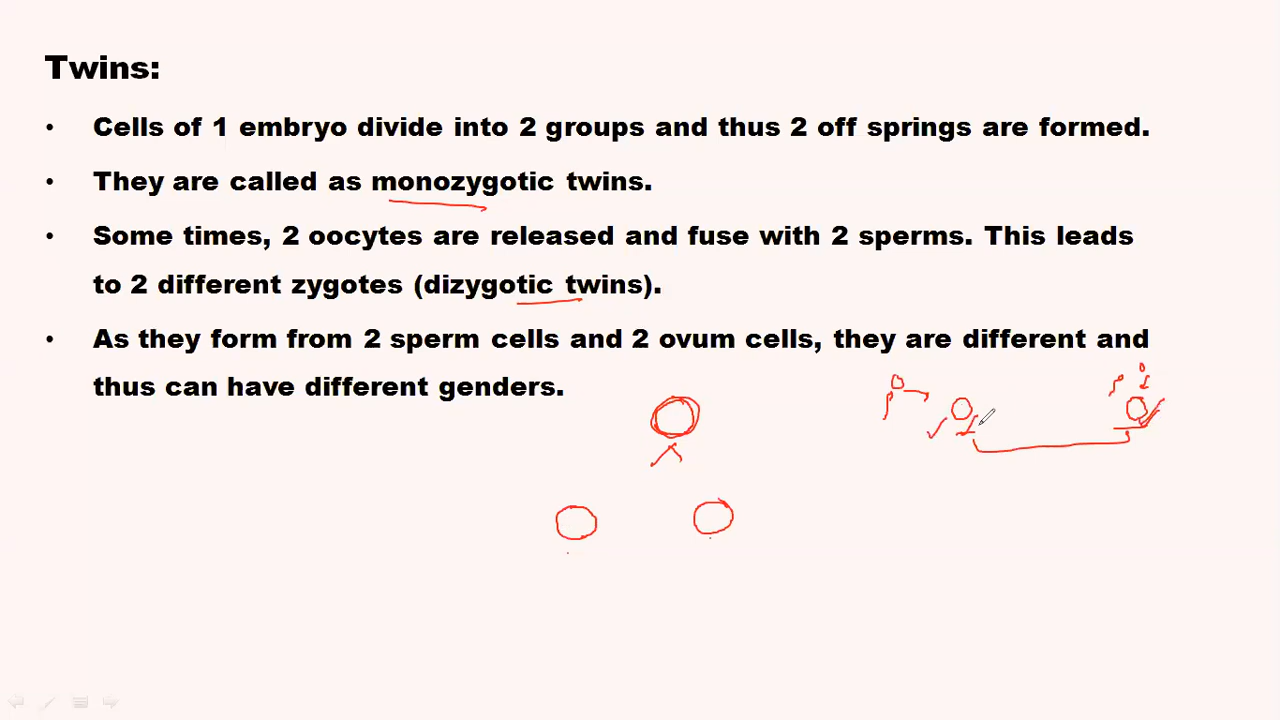 Twins:
• Cells of 1 embryo divide into 2 groups and thus 2 off springs are formed.
• They are called as monozygotic twins.
• Some times, 2 oocytes are released and fuse with 2 sperms. This leads
to 2 different zygotes (dizygotic twins).
• As they form from 2 sperm cells and 2 ovum cells, they are different and
thus can have different genders.